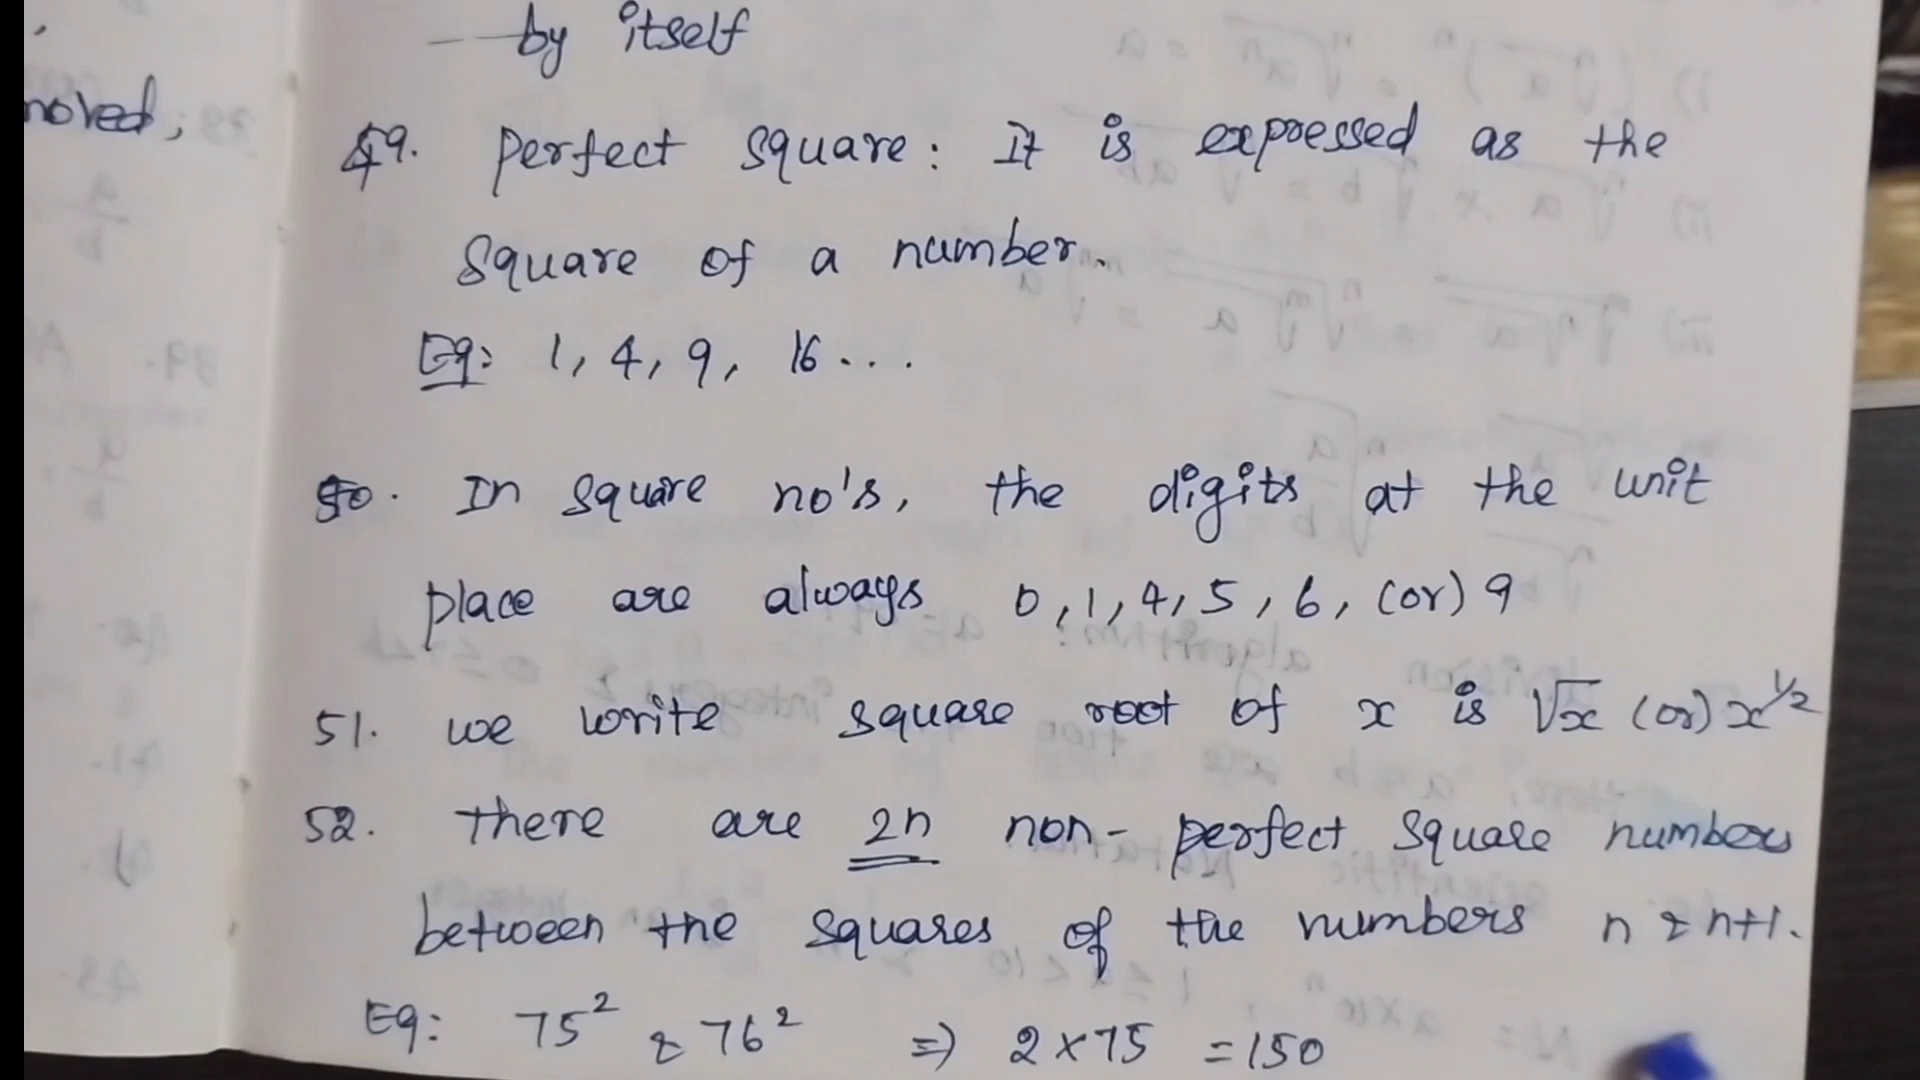 by itself
noved;
49. Perfect square: It is expressed as the
square of a number.
Eg: 1, 4, 9, 16...
50. In square no's, the digits at the unit
place are always 0, 1, 4, 5, 6, (or) 9
51. we write square root of x is √x (or) x^1/2
52. there are 2n non-perfect square numbers
between the squares of the numbers n & n+1.
Eg: 75² & 76² ⇒ 2×75 = 150